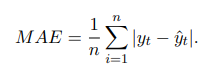 MAE = \frac{1}{n} \sum_{i=1}^{n} |y_t - \hat{y}_t|.